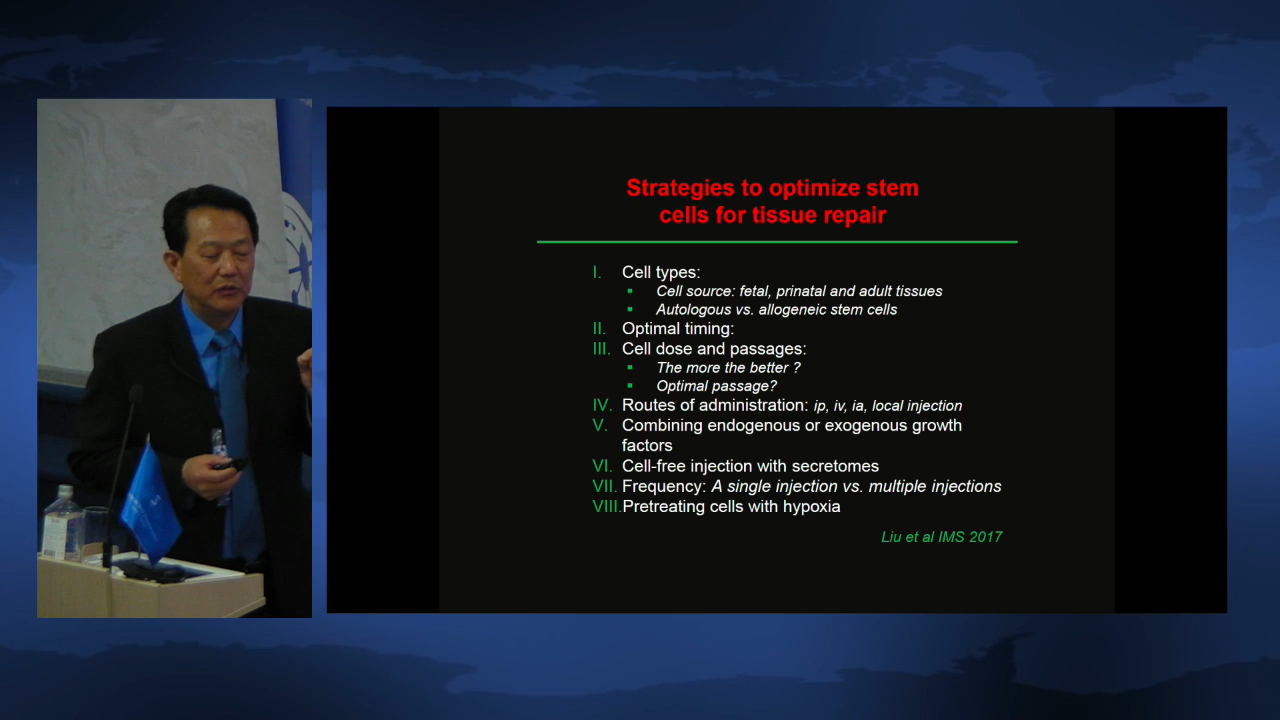 Strategies to optimize stem
cells for tissue repair
I. Cell types:
▪ Cell source: fetal, prinatal and adult tissues
▪ Autologous vs. allogeneic stem cells
II. Optimal timing:
III. Cell dose and passages:
▪ The more the better ?
▪ Optimal passage?
IV. Routes of administration: ip, iv, ia, local injection
V. Combining endogenous or exogenous growth
factors
VI. Cell-free injection with secretomes
VII. Frequency: A single injection vs. multiple injections
VIII.Pretreating cells with hypoxia
Liu et al IMS 2017